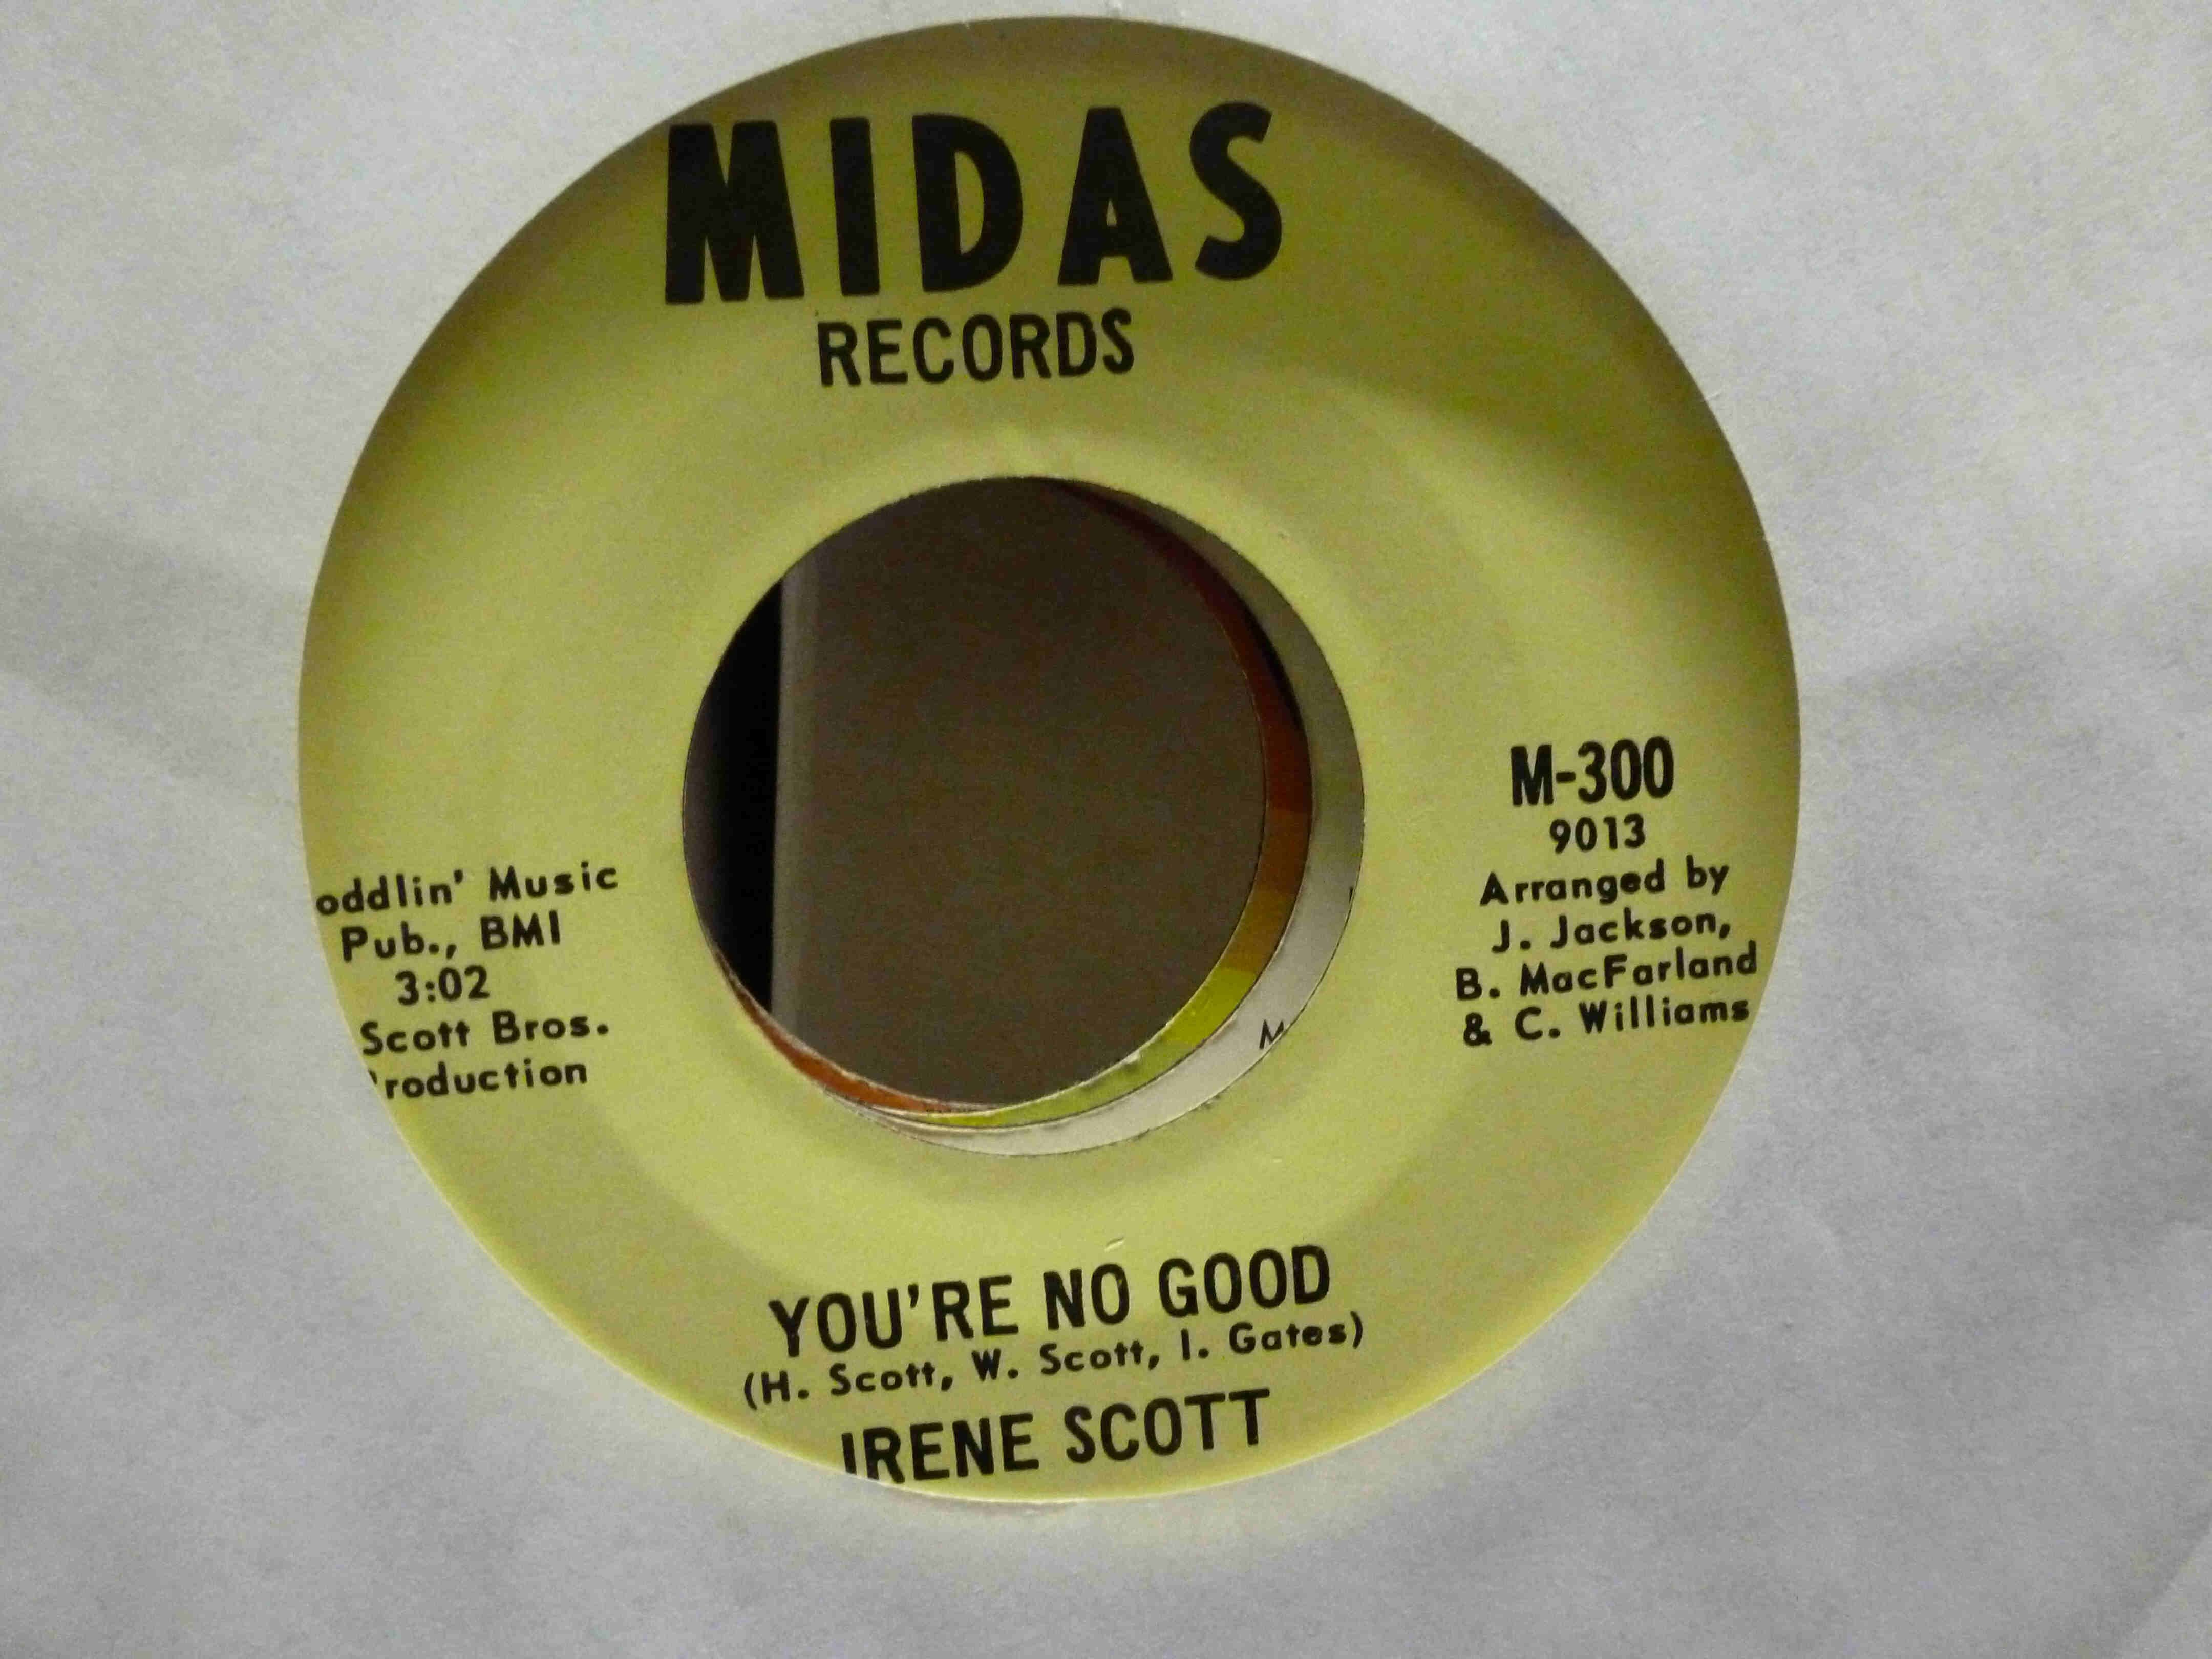 MIDAS
RECORDS
oddlin' Music
Pub., BMI
3:02
Scott Bros.
roduction
M-300
9013
Arranged by
J. Jackson,
B. MacFarland
& C. Williams
M
YOU'RE NO GOOD
(H. Scott, W. Scott, I. Gates)
IRENE SCOTT